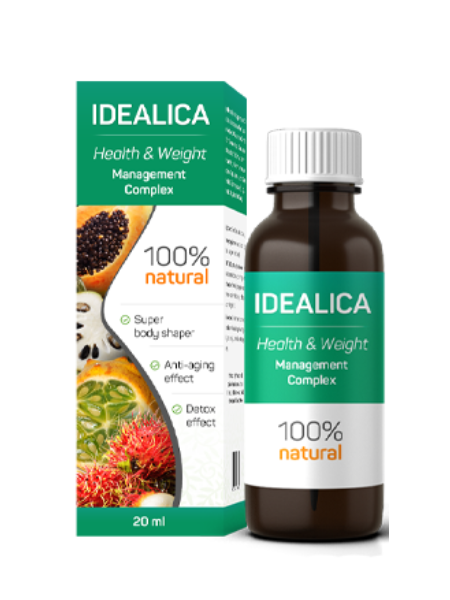 IDEALICA
Health & Weight
Management
Complex
100%
natural
Super
body shaper
Anti-aging
effect
Detox
effect
20 ml
IDEALICA
Health & Weight
Management
Complex
100%
natural